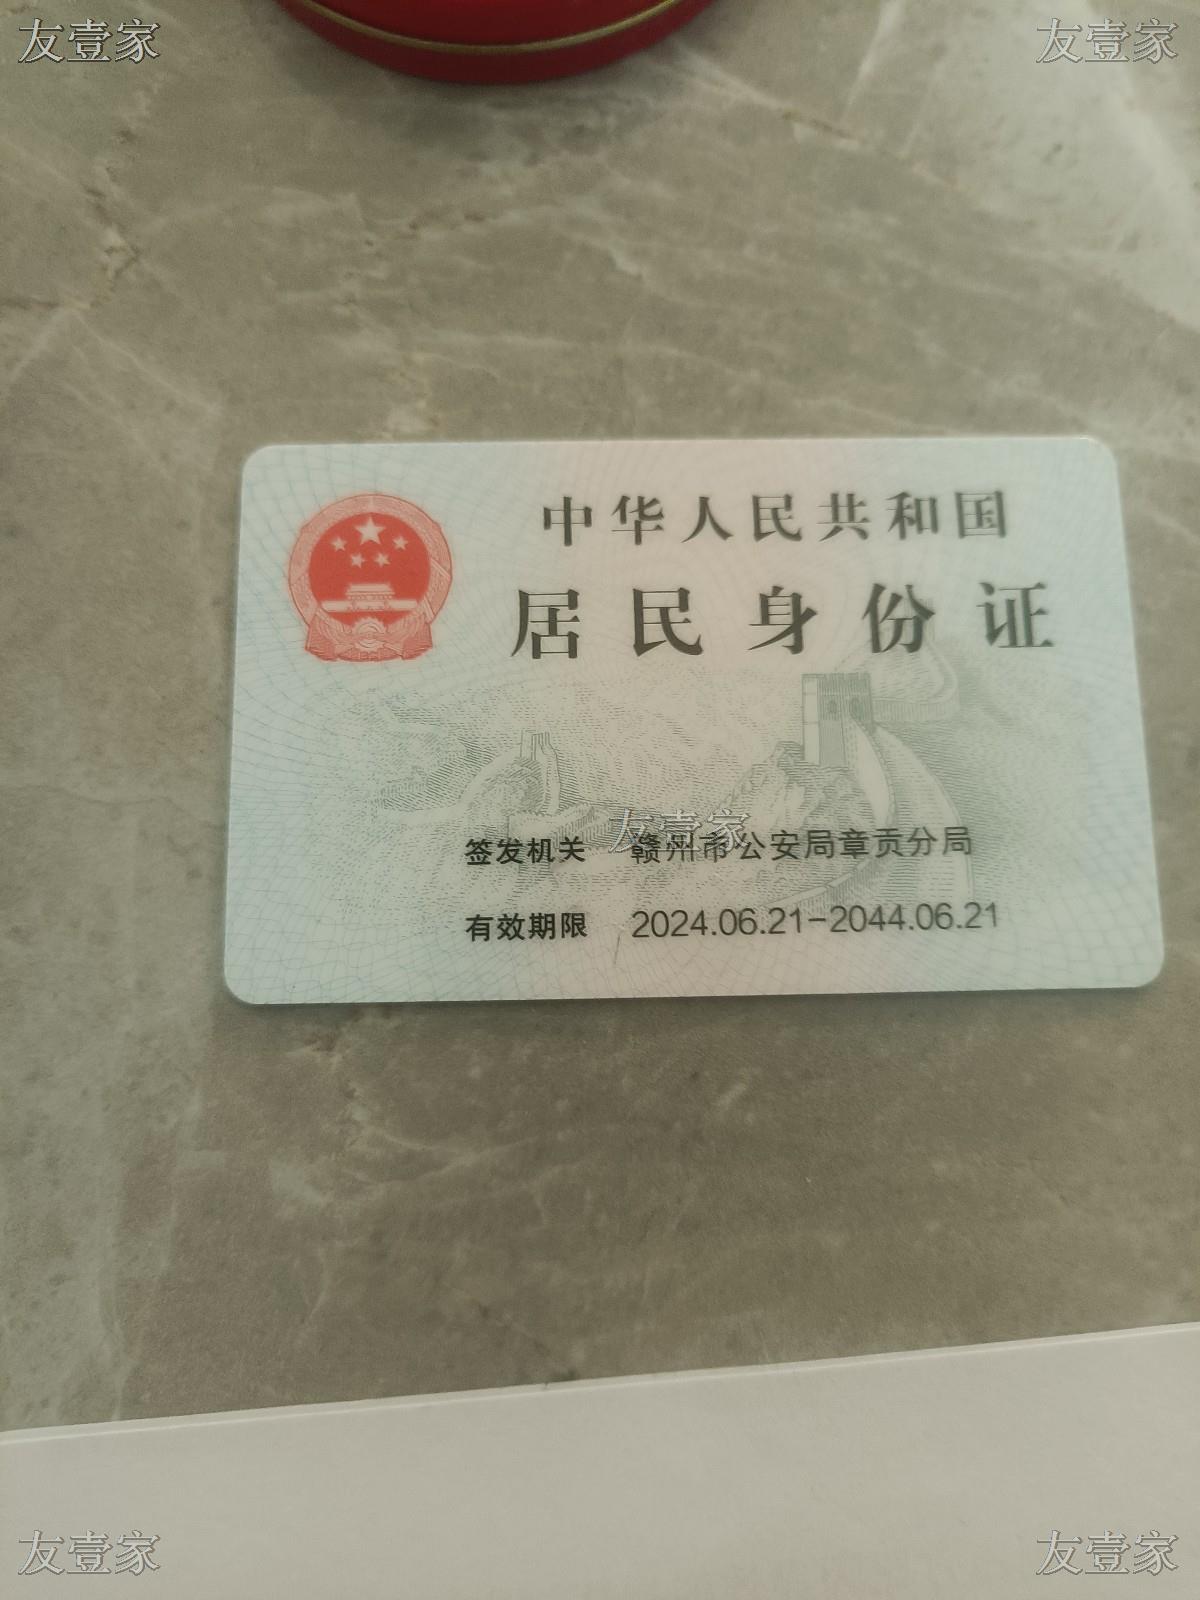 友壹家 友壹家
中华人民共和国
居民身份证
友壹家
签发机关 赣州市公安局章贡分局
有效期限 2024.06.21-2044.06.21
友壹家 友壹家